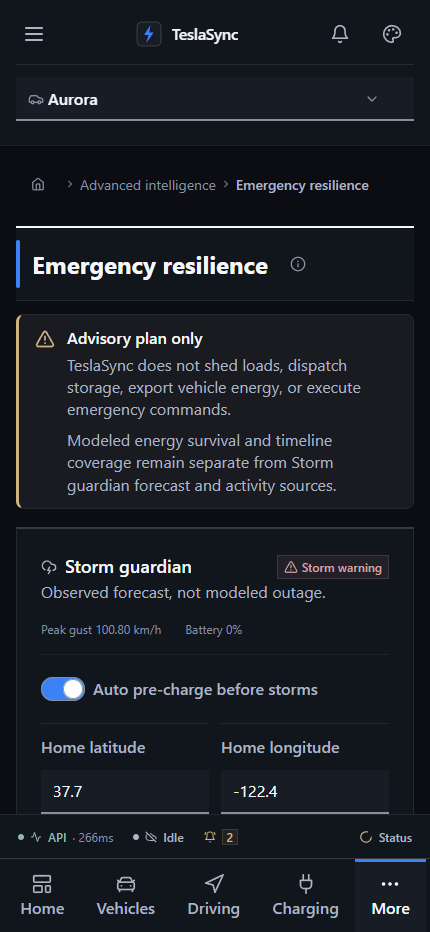 TeslaSync
Aurora
Advanced intelligence
Emergency resilience
Emergency resilience
Advisory plan only
TeslaSync does not shed loads, dispatch
storage, export vehicle energy, or execute
emergency commands.
Modeled energy survival and timeline
coverage remain separate from Storm
guardian forecast and activity sources.
Storm guardian
Storm warning
Observed forecast, not modeled outage.
Peak gust 100.80 km/h
Battery 0%
Auto pre-charge before storms
Home latitude
Home longitude
37.7
-122.4
API · 266ms
Idle
2
Status
Home
Vehicles
Driving
Charging
More